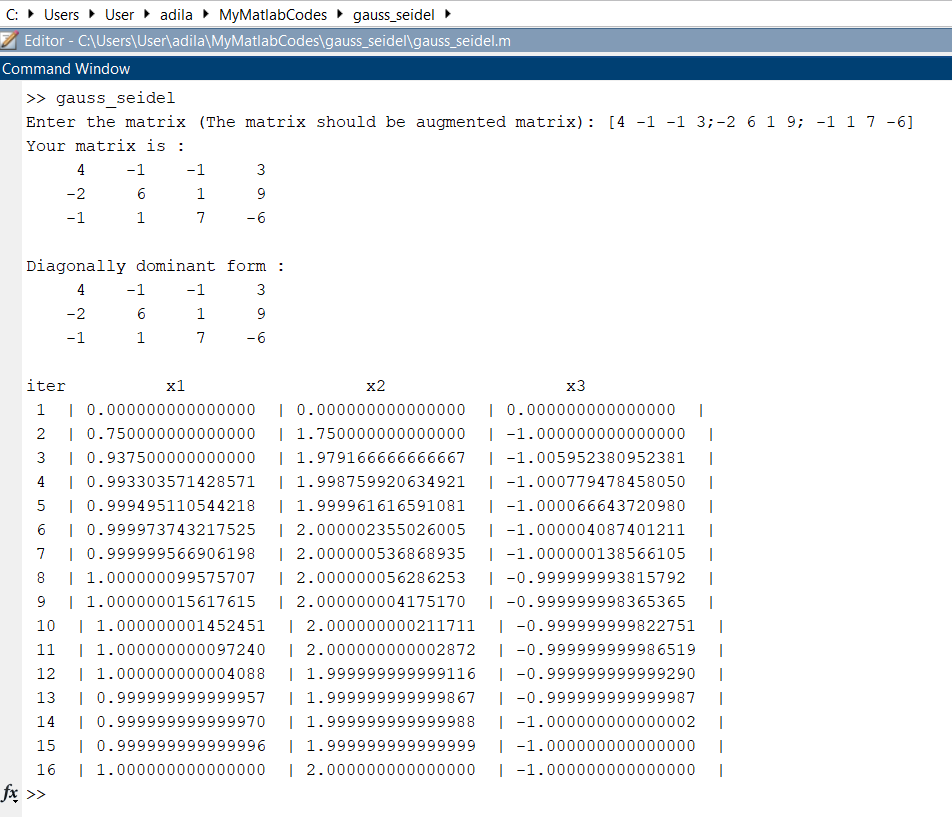 C: ▸ Users ▸ User ▸ adila ▸ MyMatlabCodes ▸ gauss_seidel ▸
Editor - C:\Users\User\adila\MyMatlabCodes\gauss_seidel\gauss_seidel.m
Command Window
>> gauss_seidel
Enter the matrix (The matrix should be augmented matrix): [4 -1 -1 3;-2 6 1 9; -1 1 7 -6]
Your matrix is :
4 -1 -1 3
-2 6 1 9
-1 1 7 -6
Diagonally dominant form :
4 -1 -1 3
-2 6 1 9
-1 1 7 -6
iter x1 x2 x3
1 | 0.000000000000000 | 0.000000000000000 | 0.000000000000000 |
2 | 0.750000000000000 | 1.750000000000000 | -1.000000000000000 |
3 | 0.937500000000000 | 1.979166666666667 | -1.005952380952381 |
4 | 0.993303571428571 | 1.998759920634921 | -1.000779478458050 |
5 | 0.999495110544218 | 1.999961616591081 | -1.000066643720980 |
6 | 0.999973743217525 | 2.000002355026005 | -1.000004087401211 |
7 | 0.999999566906198 | 2.000000536868935 | -1.000000138566105 |
8 | 1.000000099575707 | 2.000000056286253 | -0.999999993815792 |
9 | 1.000000015617615 | 2.000000004175170 | -0.999999998365365 |
10 | 1.000000001452451 | 2.000000000211711 | -0.999999999822751 |
11 | 1.000000000097240 | 2.000000000002872 | -0.999999999986519 |
12 | 1.000000000004088 | 1.999999999999116 | -0.999999999999290 |
13 | 0.999999999999957 | 1.999999999999867 | -0.999999999999987 |
14 | 0.999999999999970 | 1.999999999999988 | -1.000000000000002 |
15 | 0.999999999999996 | 1.999999999999999 | -1.000000000000000 |
16 | 1.000000000000000 | 2.000000000000000 | -1.000000000000000 |
fx >>